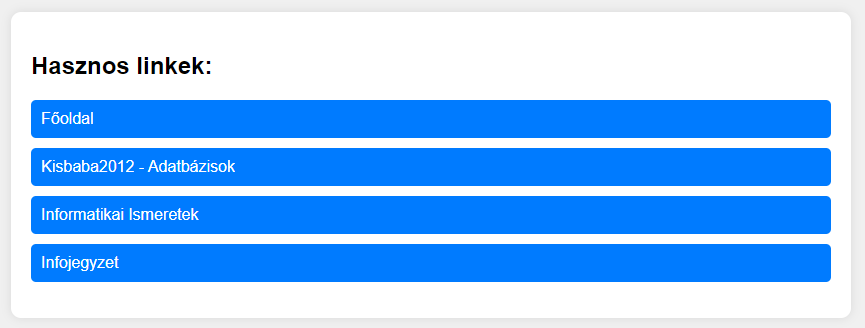 Hasznos linkek:
Főoldal
Kisbaba2012 - Adatbázisok
Informatikai Ismeretek
Infojegyzet